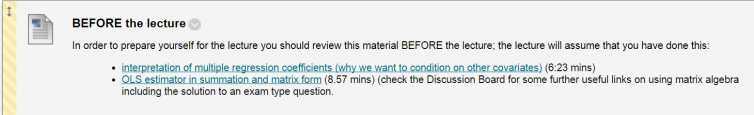 BEFORE the lecture
In order to prepare yourself for the lecture you should review this material BEFORE the lecture; the lecture will assume that you have done this:
• interpretation of multiple regression coefficients (why we want to condition on other covariates) (6:23 mins)
• OLS estimator in summation and matrix form (8.57 mins) (check the Discussion Board for some further useful links on using matrix algebra
including the solution to an exam type question.